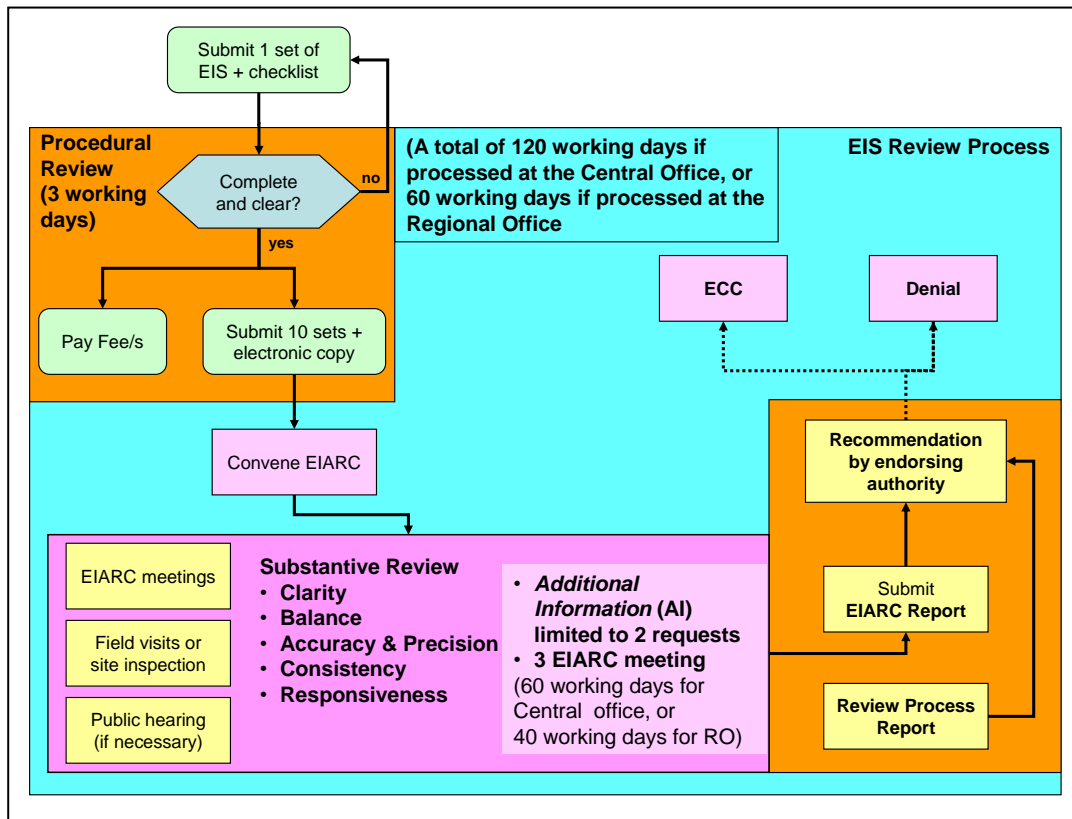 Submit 1 set of
EIS + checklist
Procedural
Review
(3 working
days)
Complete
and clear?
no
yes
(A total of 120 working days if
processed at the Central Office, or
60 working days if processed at the
Regional Office
EIS Review Process
Pay Fee/s
Submit 10 sets +
electronic copy
ECC
Denial
Convene EIARC
Recommendation
by endorsing
authority
EIARC meetings
Field visits or
site inspection
Public hearing
(if necessary)
Substantive Review
• Clarity
• Balance
• Accuracy & Precision
• Consistency
• Responsiveness
• Additional
Information (AI)
limited to 2 requests
• 3 EIARC meeting
(60 working days for
Central office, or
40 working days for RO)
Submit
EIARC Report
Review Process
Report